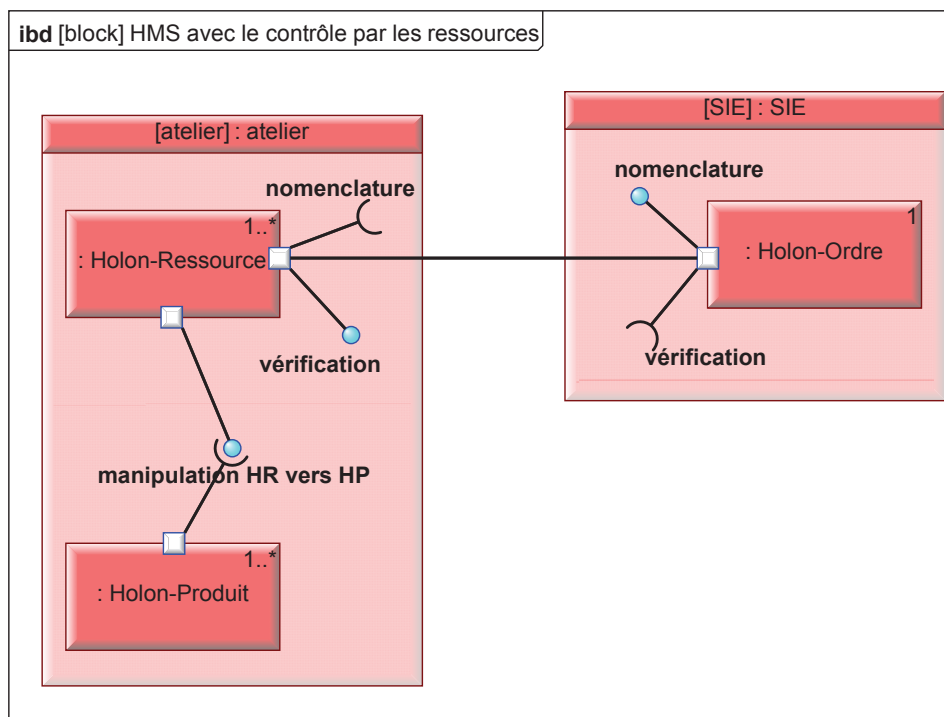 ibd [block] HMS avec le contrôle par les ressources
[atelier] : atelier
nomenclature
1..*
: Holon-Ressource
vérification
manipulation HR vers HP
1..*
: Holon-Produit
[SIE] : SIE
nomenclature
1
: Holon-Ordre
vérification